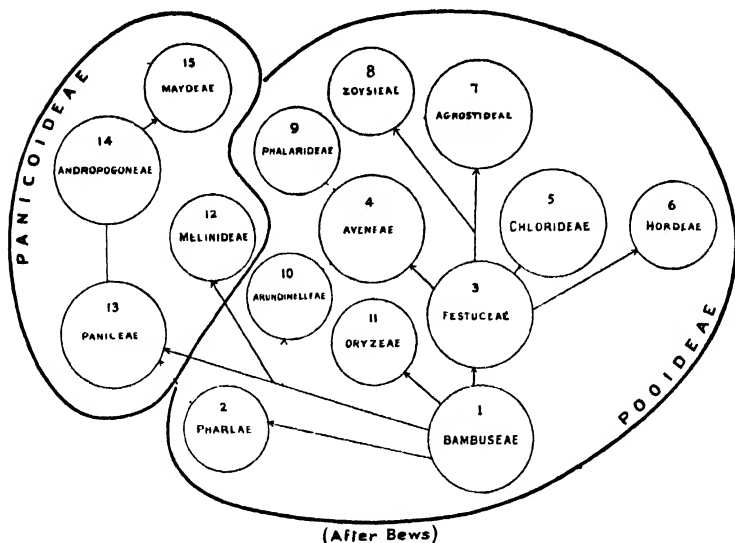 PANICOIDEAE
15
MAYDEAE
14
ANDROPOGONEAE
13
PANICEAE
12
MELINIDEAE
8
ZOYSIEAE
7
AGROSTIDEAE
9
PHALARIDEAE
4
AVENEAE
5
CHLORIDEAE
6
HORDEAE
10
ARUNDINELLEAE
11
ORYZEAE
3
FESTUCEAE
2
PHAREAE
1
BAMBUSEAE
POOIDEAE
(After Bews)